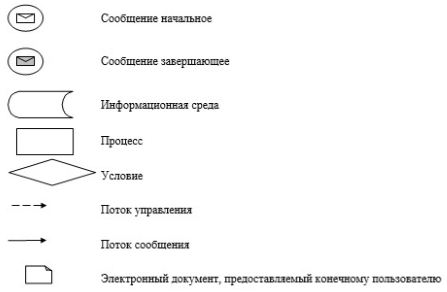 Сообщение начальное
Сообщение завершающее
Информационная среда
Процесс
Условие
Поток управления
Поток сообщения
Электронный документ, предоставляемый конечному пользователю